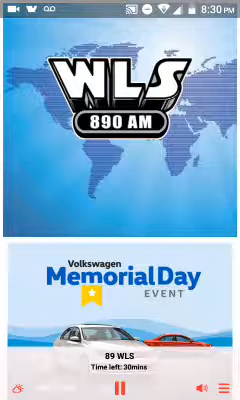 8:30 PM
WLS
890 AM
Volkswagen
Memorial Day
EVENT
89 WLS
Time left: 30mins